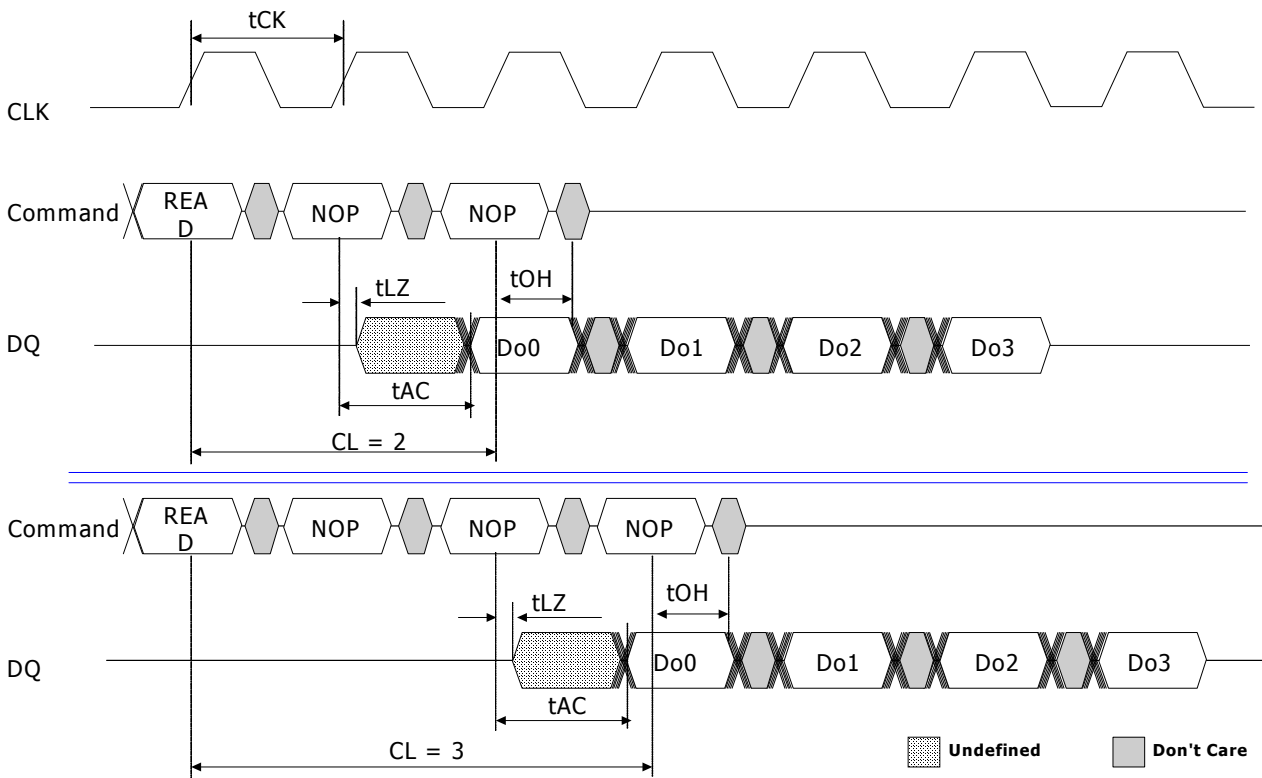 tCK
CLK
Command
REA
D
NOP
NOP
tLZ
tOH
DQ
Do0
Do1
Do2
Do3
tAC
CL = 2
Command
REA
D
NOP
NOP
NOP
tLZ
tOH
DQ
Do0
Do1
Do2
Do3
tAC
CL = 3
Undefined
Don't Care